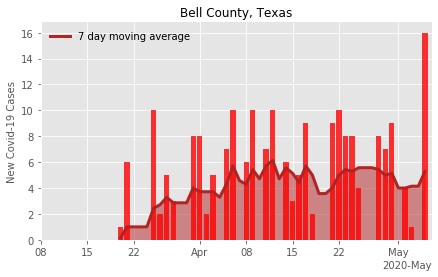 Bell County, Texas
7 day moving average
New Covid-19 Cases
16
14
12
10
8
6
4
2
0
08 15 22 Apr 08 15 22 May
2020-May